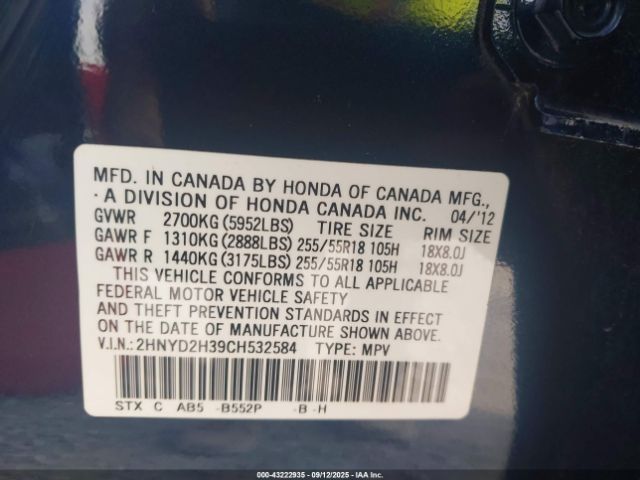 MFD. IN CANADA BY HONDA OF CANADA MFG.,
A DIVISION OF HONDA CANADA INC. 04/'12
GVWR 2700KG (5952LBS) TIRE SIZE RIM SIZE
GAWR F 1310KG (2888LBS) 255/55R18 105H 18X8.0J
GAWR R 1440KG (3175LBS) 255/55R18 105H 18X8.0J
THIS VEHICLE CONFORMS TO ALL APPLICABLE
FEDERAL MOTOR VEHICLE SAFETY
AND THEFT PREVENTION STANDARDS IN EFFECT
ON THE DATE OF MANUFACTURE SHOWN ABOVE.
V.I.N.: 2HNYD2H39CH532584 TYPE: MPV
STX C AB5 -B552P -B -H
00-43222935 - 09/12/2025 - IAAI.COM